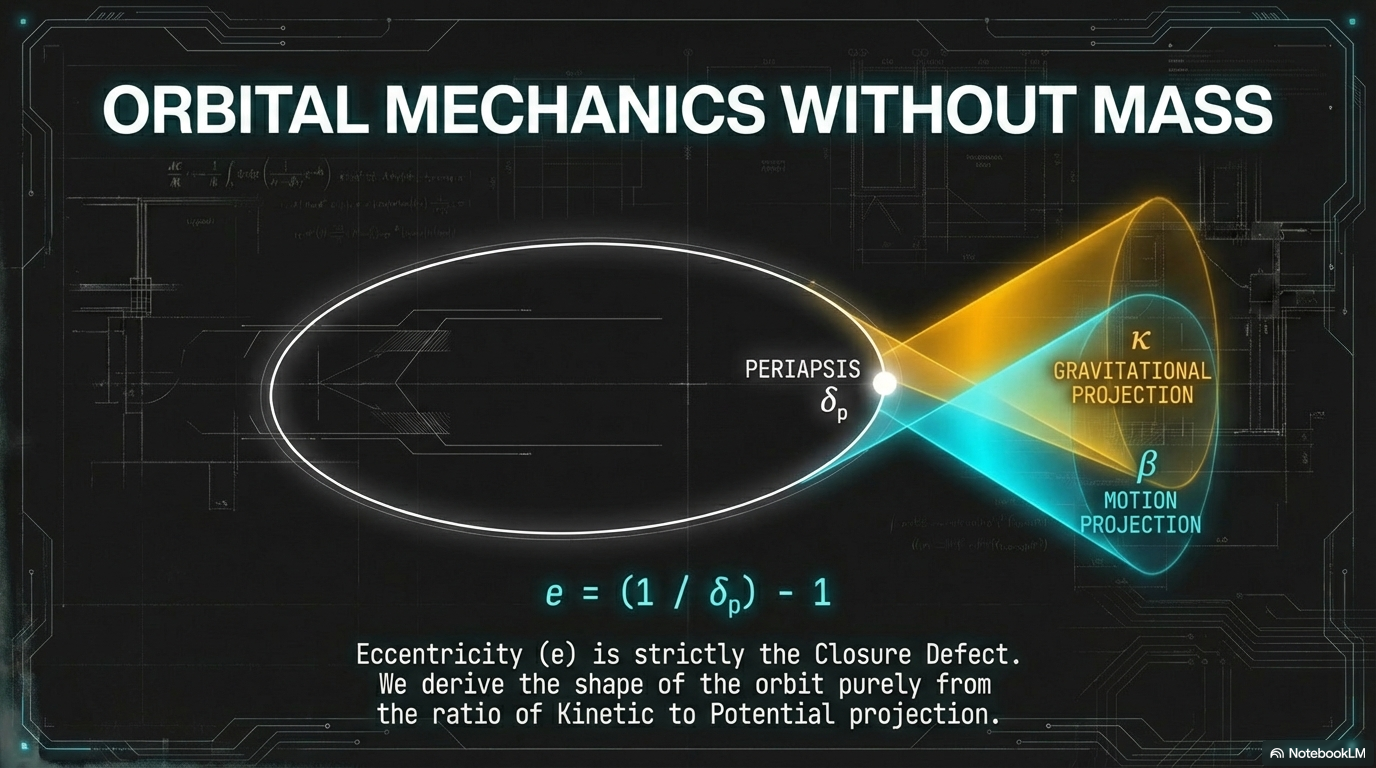 ORBITAL MECHANICS WITHOUT MASS
PERIAPSIS
δp
κ
GRAVITATIONAL
PROJECTION
β
MOTION
PROJECTION
e = (1 / δp) - 1
Eccentricity (e) is strictly the Closure Defect.
We derive the shape of the orbit purely from
the ratio of Kinetic to Potential projection.
NotebookLM